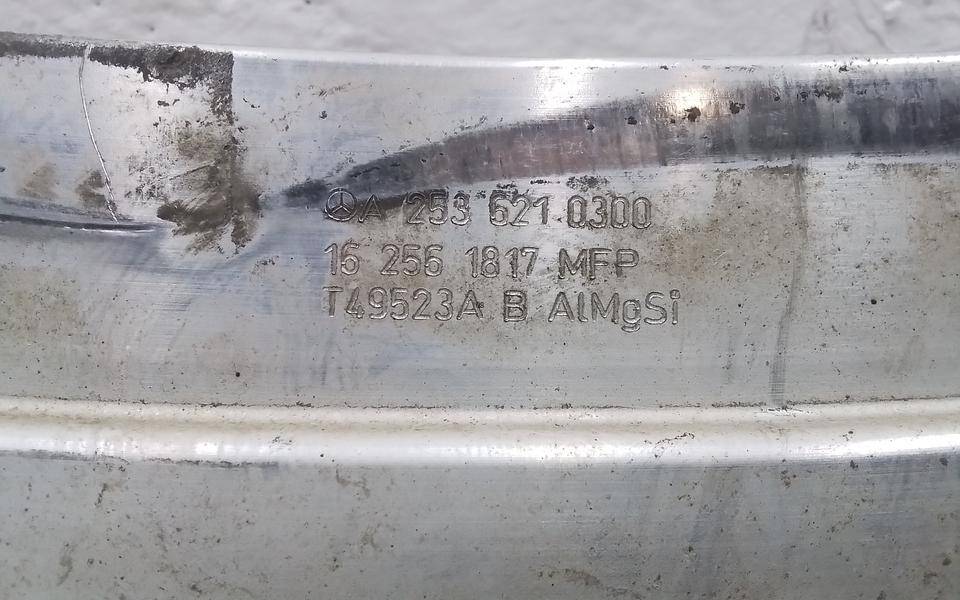 A 253 621 0300
16 256 1817 MFP
T49523A B AlMgSi